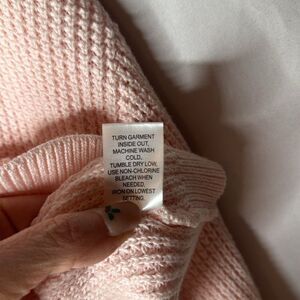 TURN GARMENT
INSIDE OUT,
MACHINE WASH
COLD,
TUMBLE DRY LOW,
USE NON-CHLORINE
BLEACH WHEN
NEEDED,
IRON ON LOWEST
SETTING.